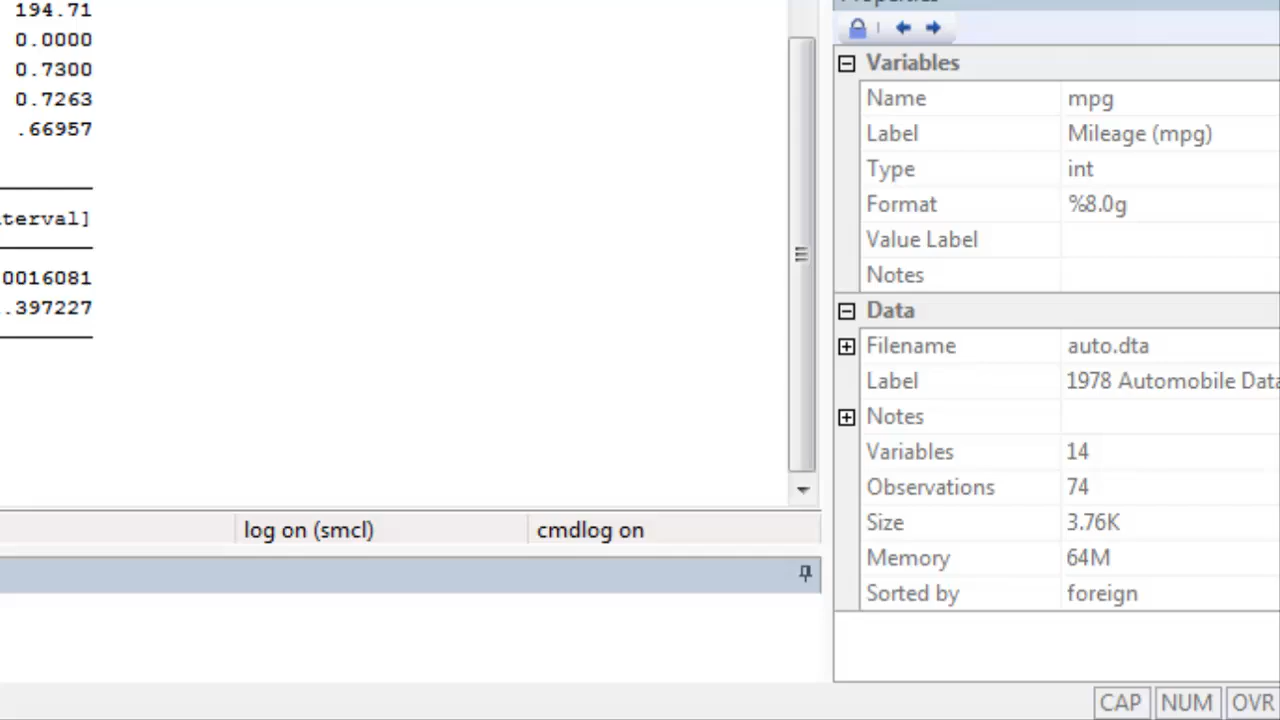 194.71
0.0000
0.7300
0.7263
.66957
terval]
0016081
.397227
log on (smcl)
cmdlog on
Properties
Variables
Name mpg
Label Mileage (mpg)
Type int
Format %8.0g
Value Label
Notes
Data
Filename auto.dta
Label 1978 Automobile Data
Notes
Variables 14
Observations 74
Size 3.76K
Memory 64M
Sorted by foreign
CAP NUM OVR